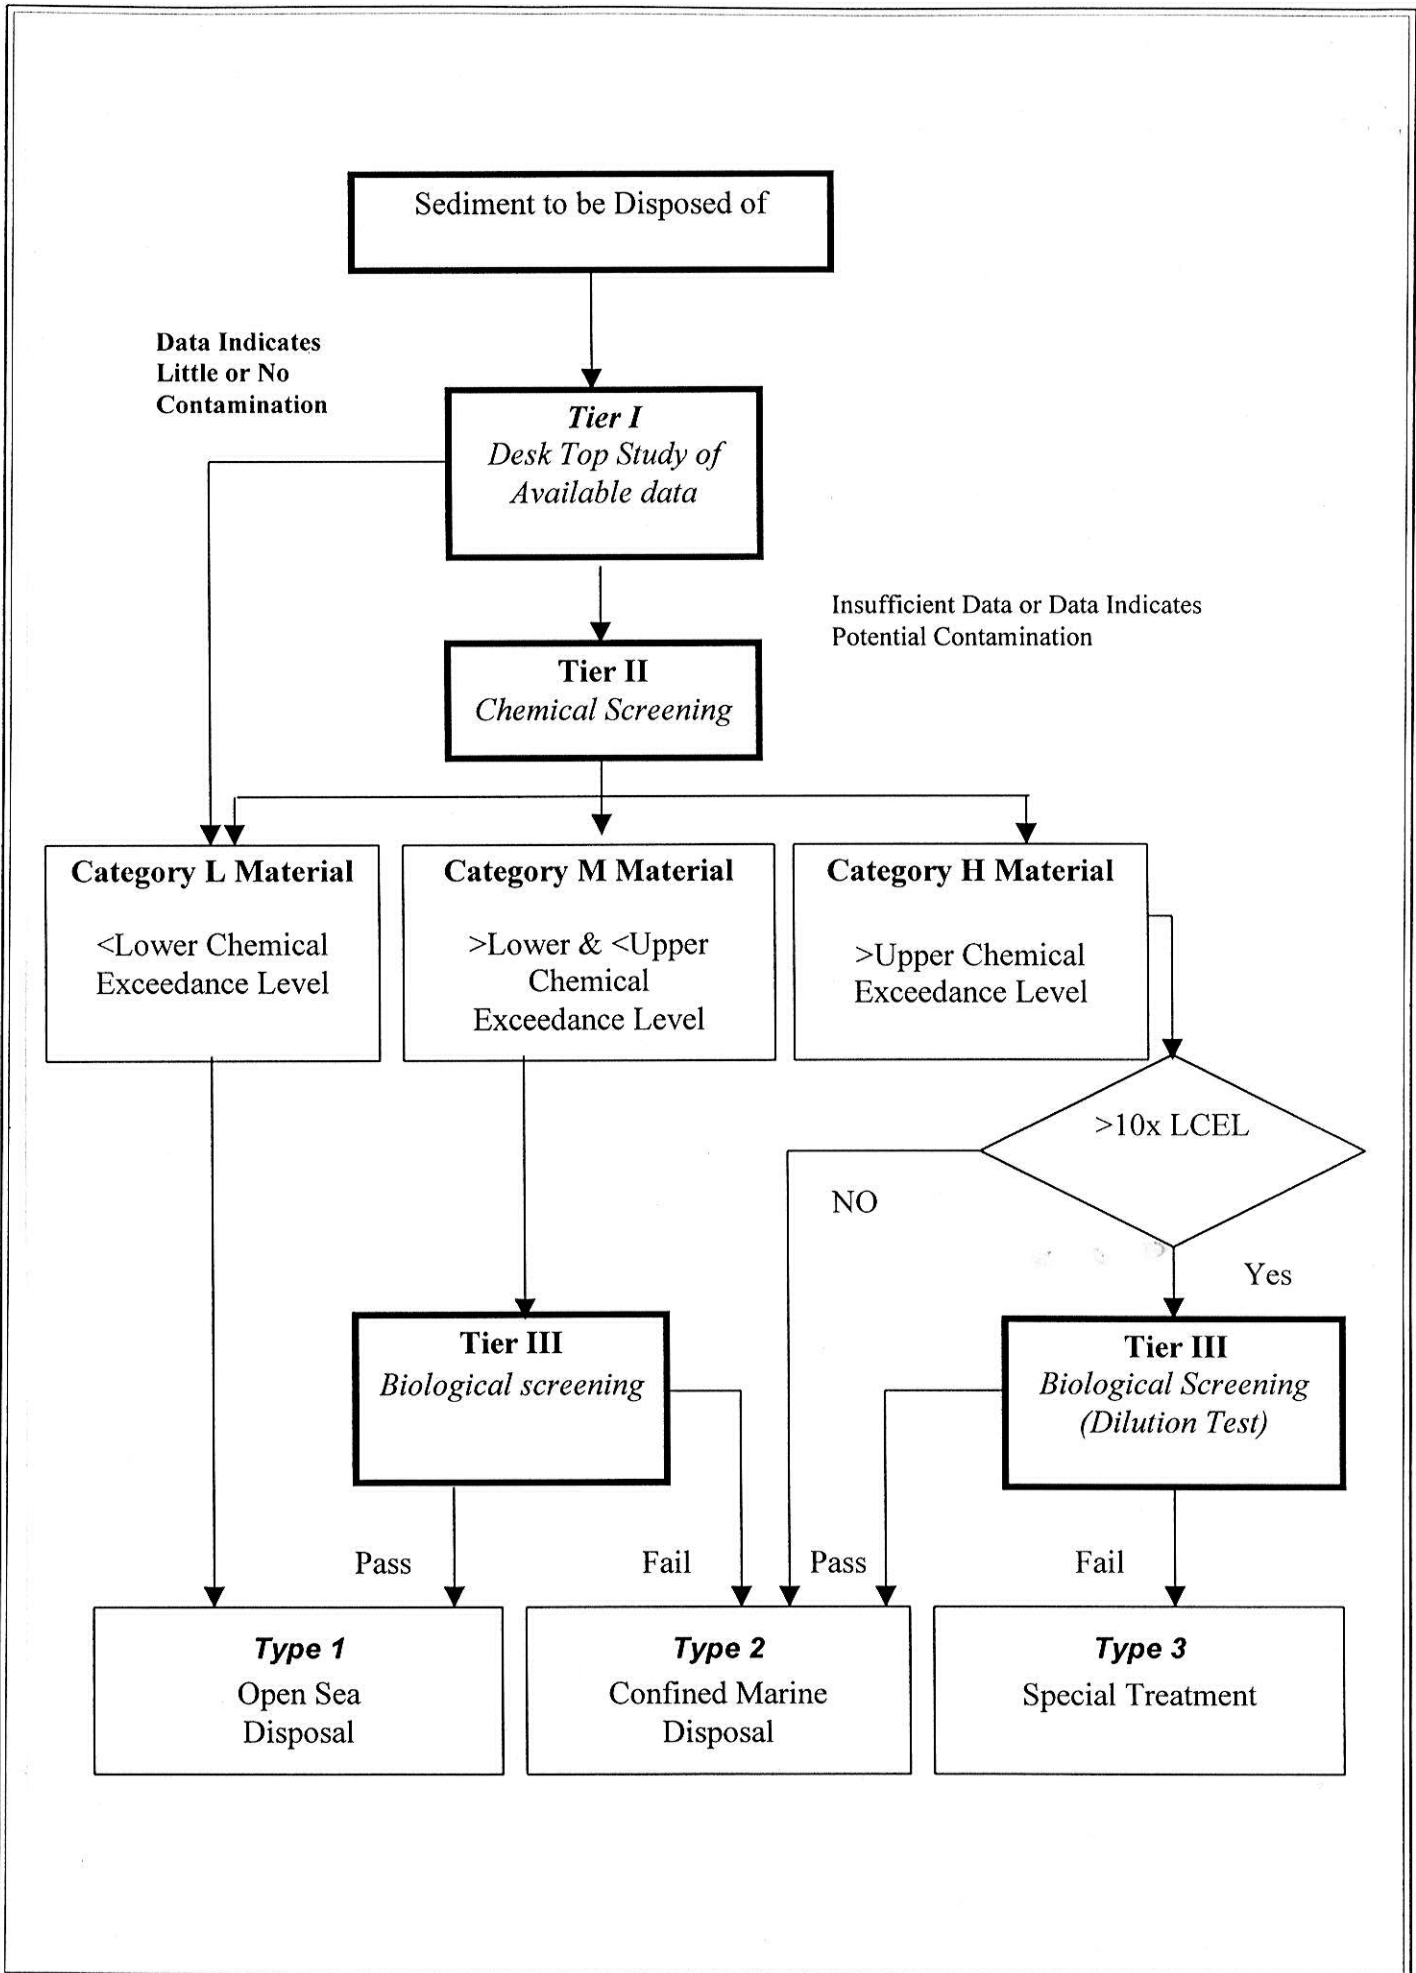 Sediment to be Disposed of
Data Indicates
Little or No
Contamination
Tier I
Desk Top Study of
Available data
Insufficient Data or Data Indicates
Potential Contamination
Tier II
Chemical Screening
Category L Material
<Lower Chemical
Exceedance Level
Category M Material
>Lower & <Upper
Chemical
Exceedance Level
Category H Material
>Upper Chemical
Exceedance Level
>10x LCEL
NO
Yes
Tier III
Biological screening
Tier III
Biological Screening
(Dilution Test)
Pass
Fail
Pass
Fail
Type 1
Open Sea
Disposal
Type 2
Confined Marine
Disposal
Type 3
Special Treatment